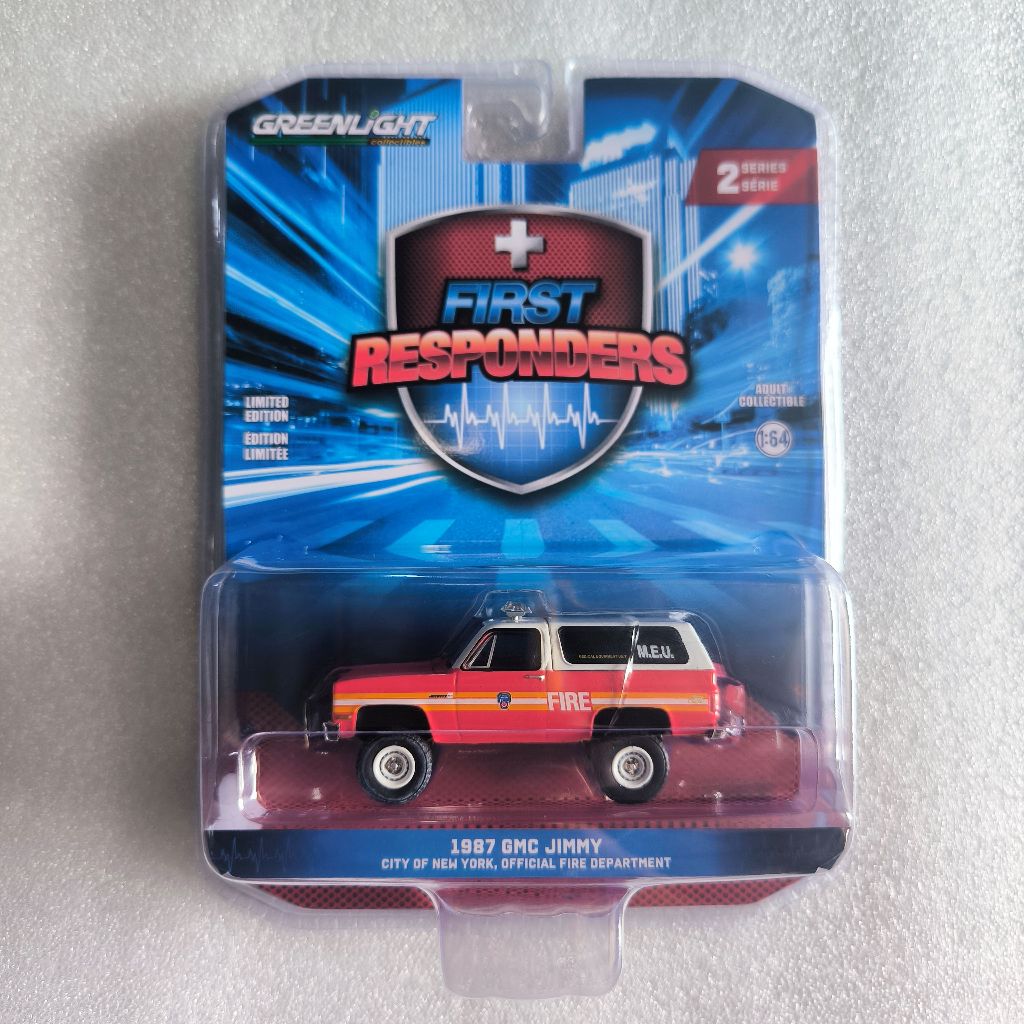 GREENLIGHT
collectibles
2 SERIES
SÉRIE
FIRST
RESPONDERS
LIMITED
EDITION
ÉDITION
LIMITÉE
ADULT
COLLECTIBLE
1:64
M.E.U.
FIRE
1987 GMC JIMMY
CITY OF NEW YORK, OFFICIAL FIRE DEPARTMENT